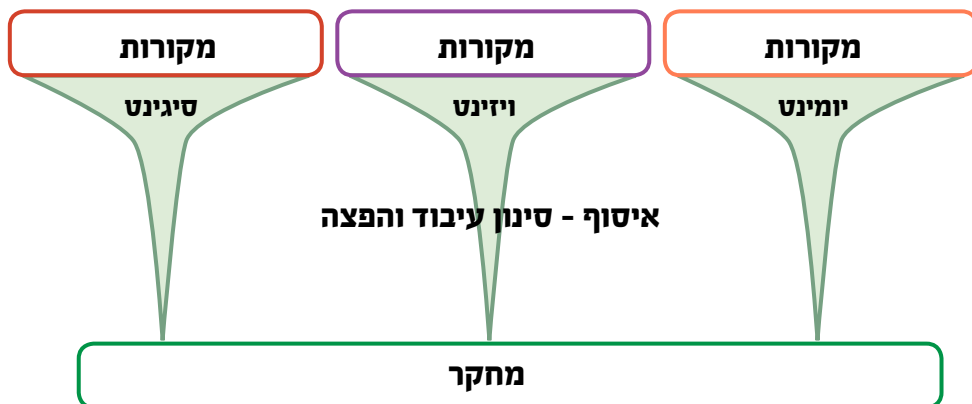 מקורות
מקורות
מקורות
יומינט
ויזינט
סיגינט
איסוף - סינון עיבוד והפצה
מחקר